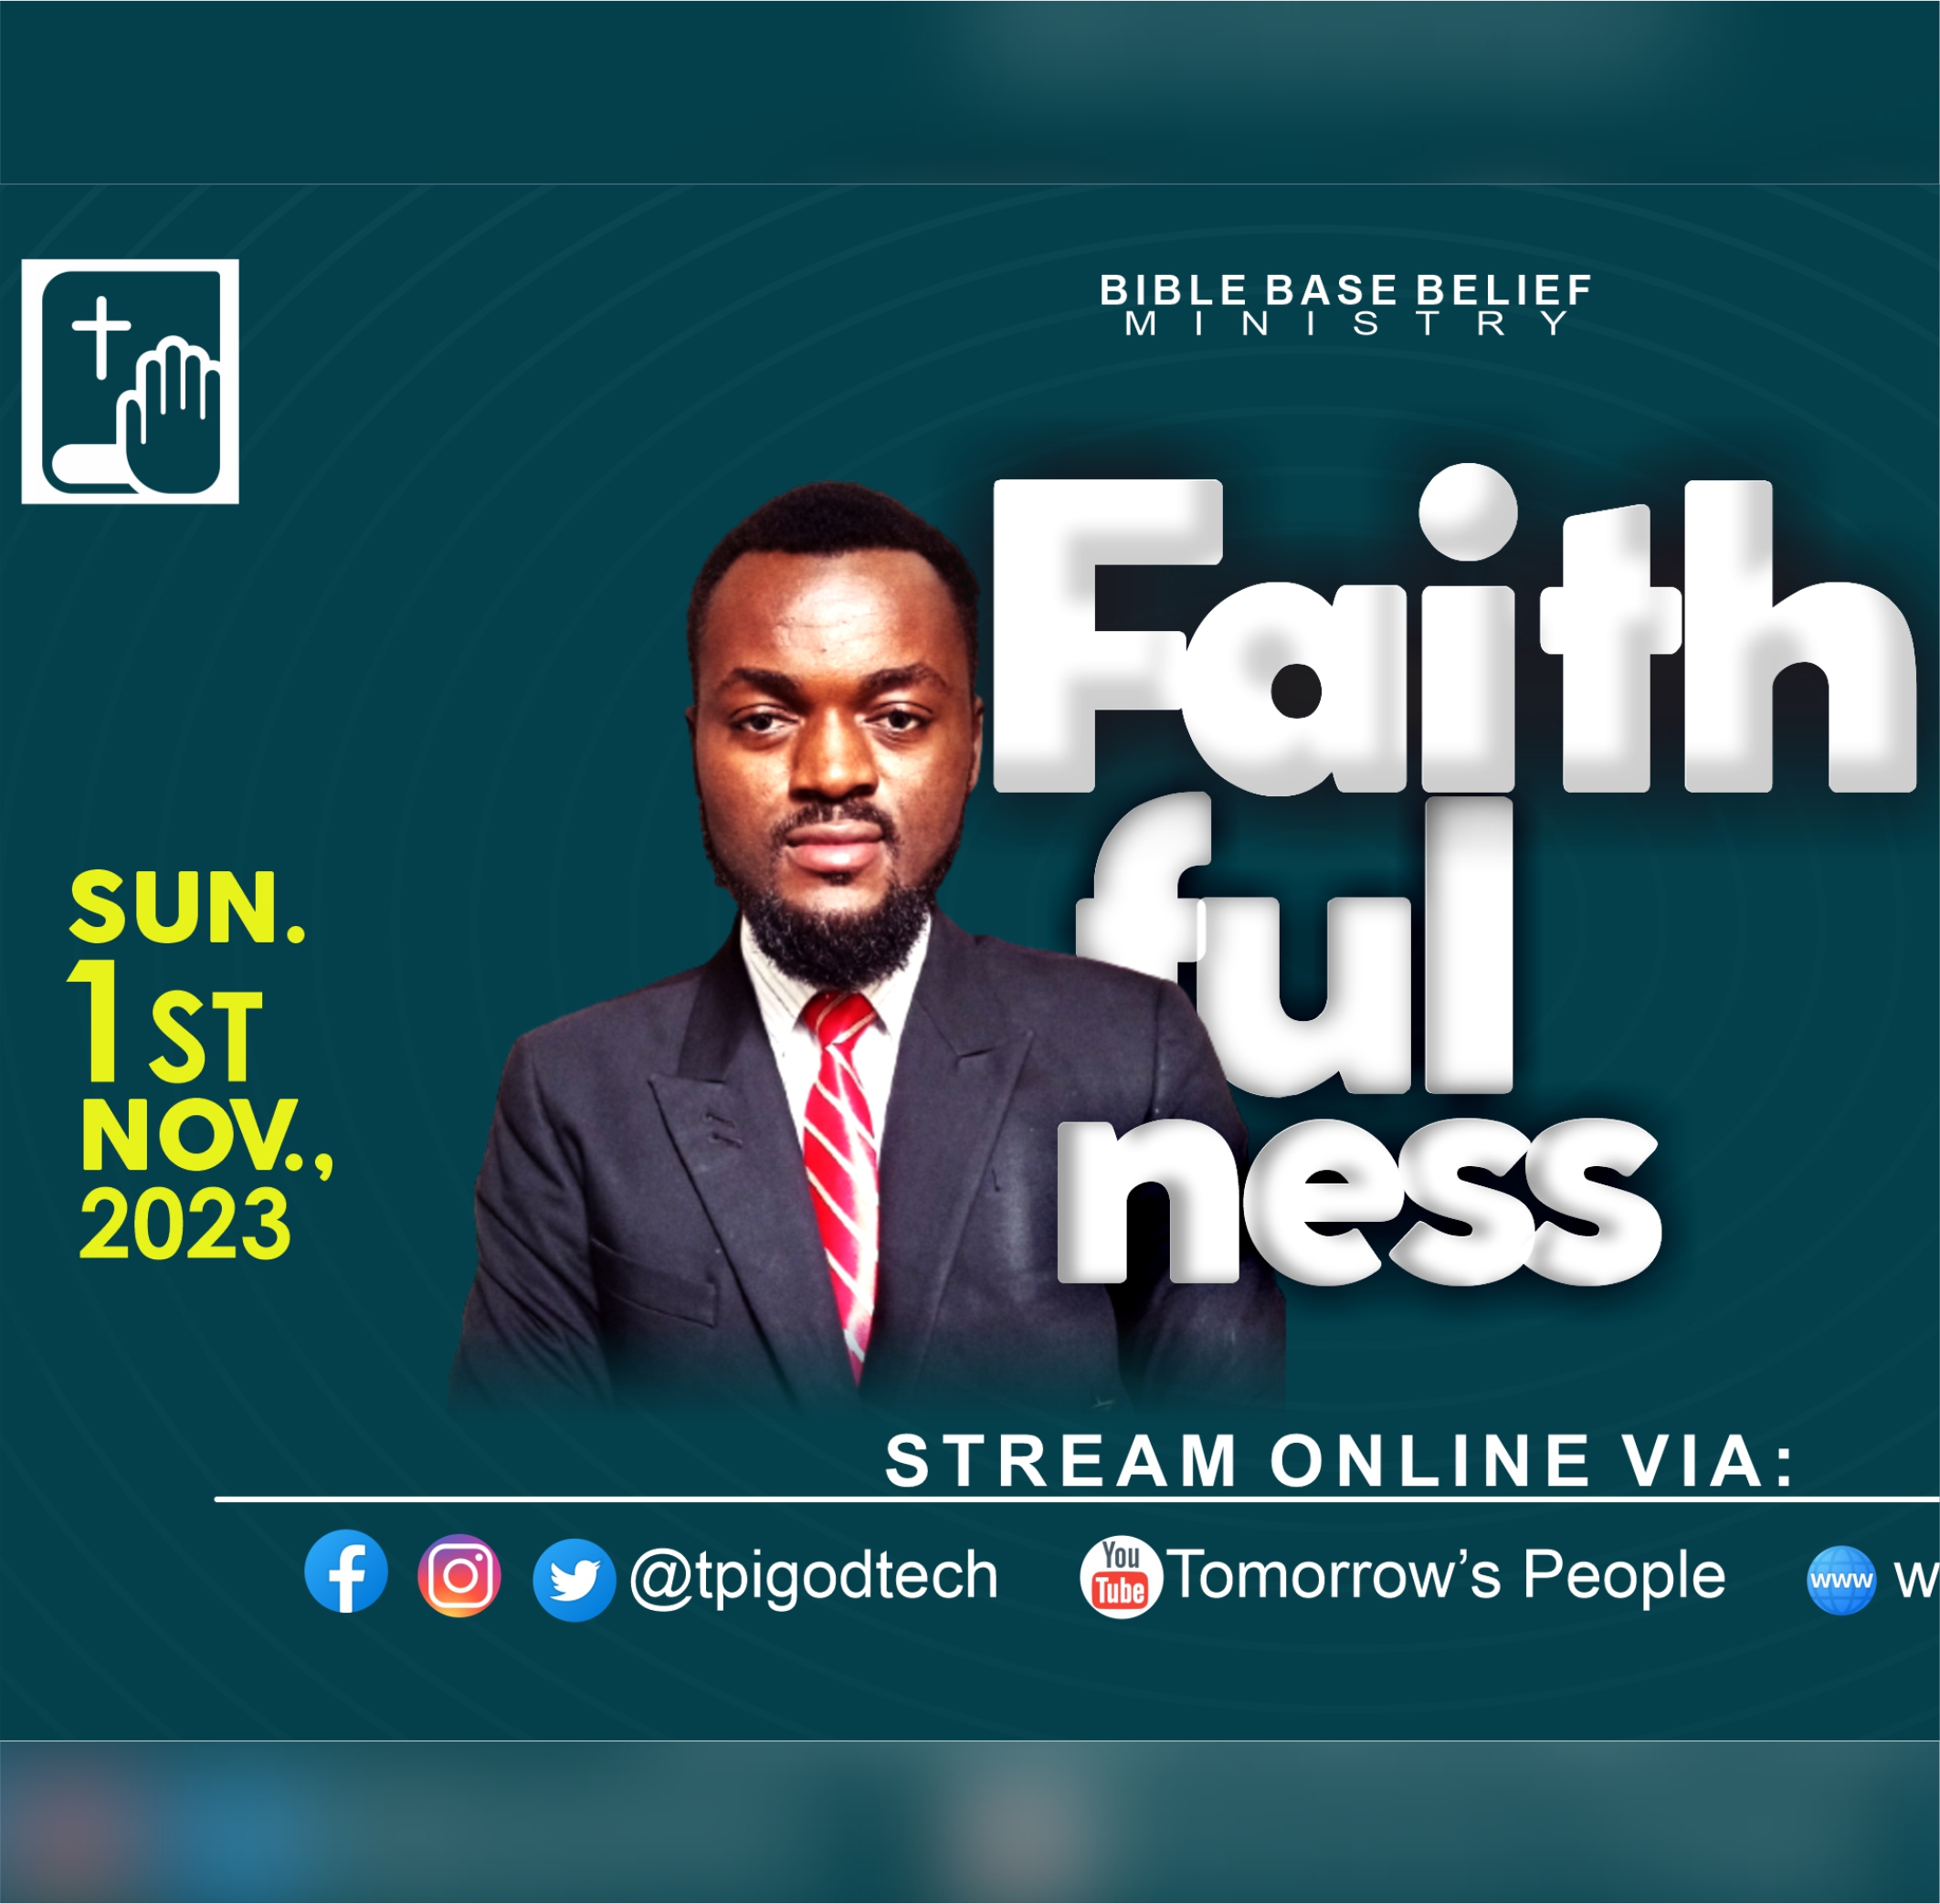 BIBLE BASE BELIEF
MINISTRY
Faith
ful
ness
SUN.
1ST
NOV.,
2023
STREAM ONLINE VIA:
@tpigodtech
You
Tube
Tomorrow’s People
www
w